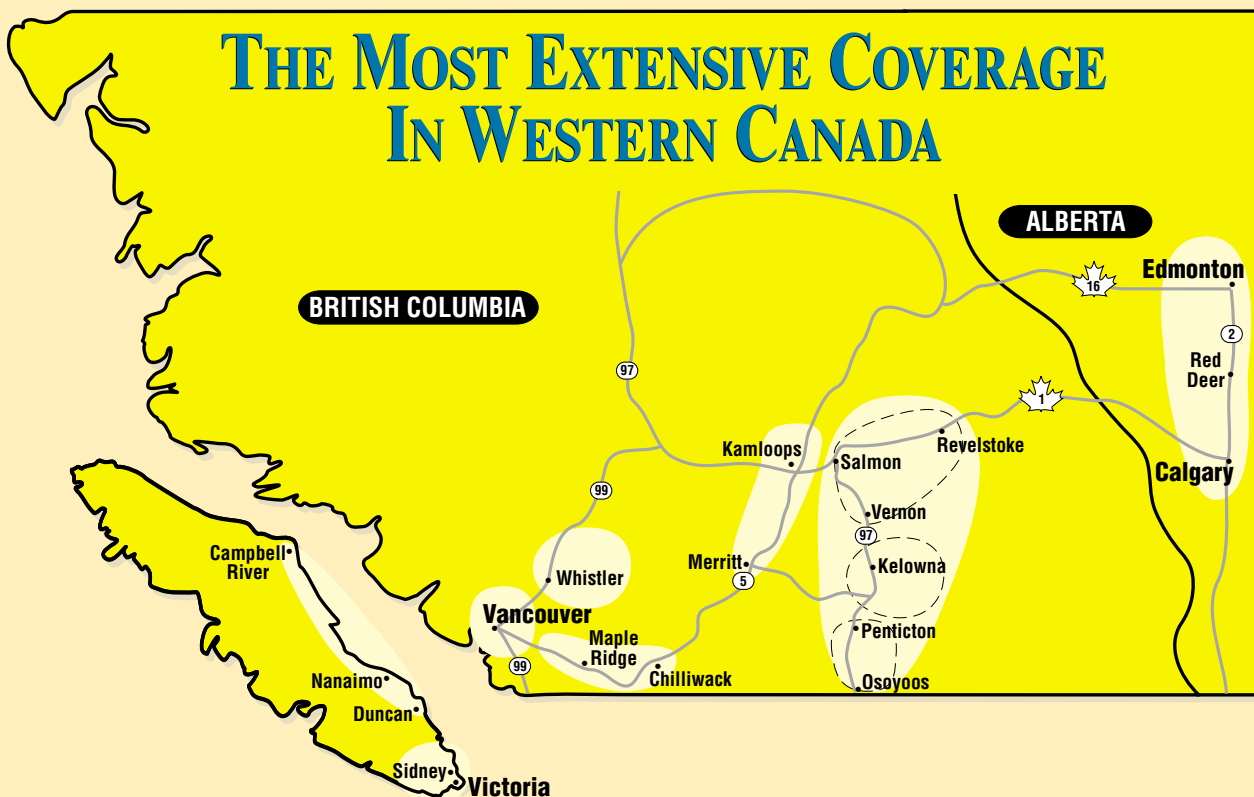 THE MOST EXTENSIVE COVERAGE
IN WESTERN CANADA
ALBERTA
BRITISH COLUMBIA
Edmonton
16
2
97
Red
Deer
1
Kamloops
Revelstoke
Salmon
Calgary
99
Vernon
97
Campbell
River
Whistler
Merritt
5
Kelowna
Vancouver
Penticton
Maple
Ridge
99
Chilliwack
Nanaimo
Osoyoos
Duncan
Sidney
Victoria